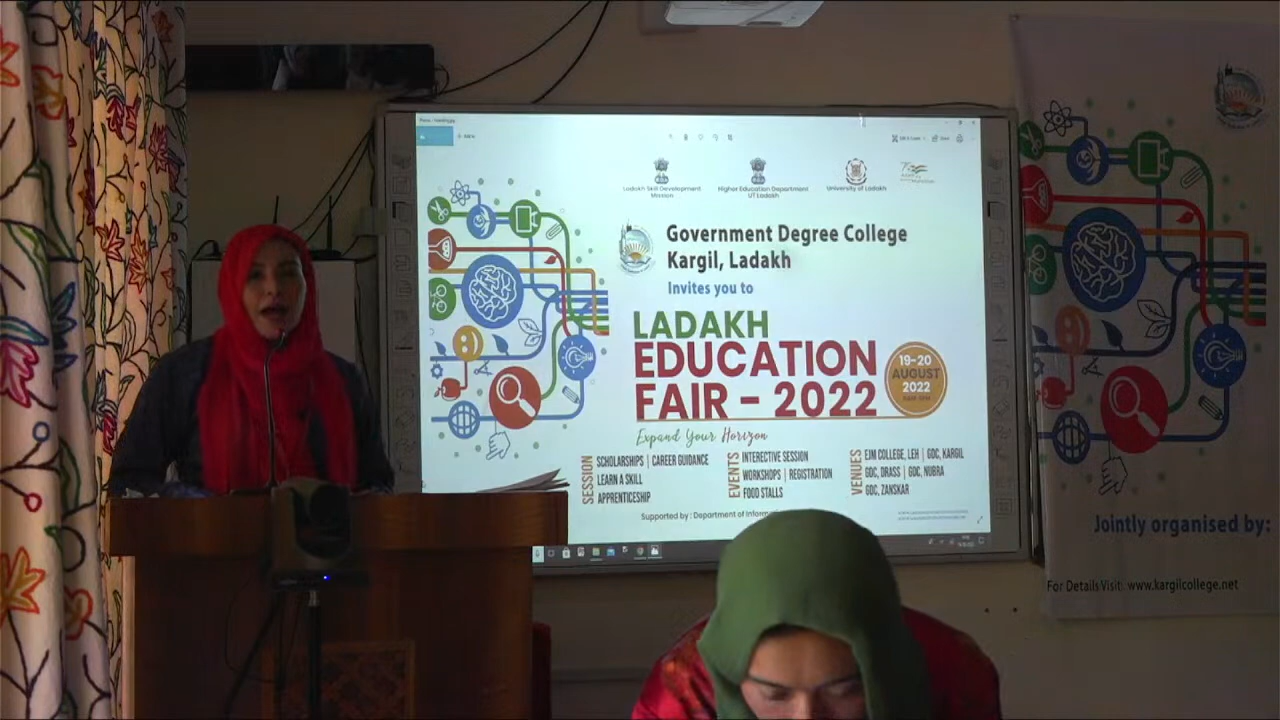 Ladakh Skill Development
Mission
Higher Education Department
UT Ladakh
University of Ladakh
Government Degree College
Kargil, Ladakh
Invites you to
LADAKH
EDUCATION
FAIR - 2022
19-20
AUGUST
2022
Expand Your Horizon
SESSION
SCHOLARSHIPS | CAREER GUIDANCE
LEARN A SKILL
APPRENTICESHIP
EVENTS
INTERECTIVE SESSION
WORKSHOPS | REGISTRATION
FOOD STALLS
VENUES
EJM COLLEGE, LEH | GDC, KARGIL
GDC, DRASS | GDC, NUBRA
GDC, ZANSKAR
Supported by : Department of
Jointly organised by:
For Details Visit: www.kargilcollege.net